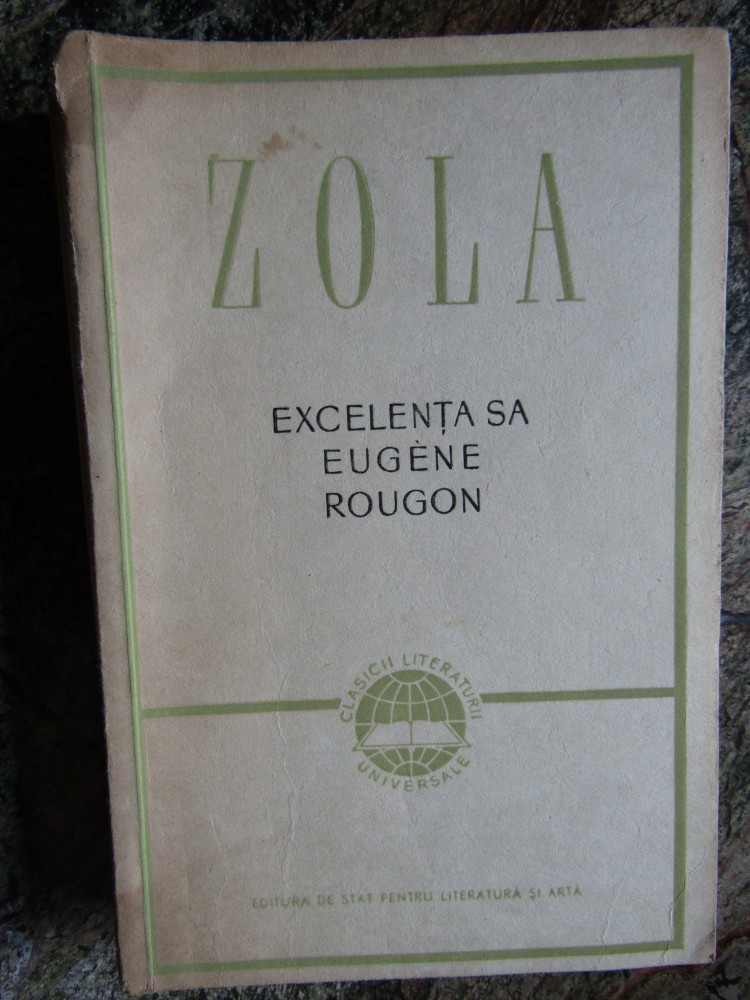 ZOLA
EXCELENȚA SA
EUGÈNE
ROUGON
CLASICII LITERATURII
UNIVERSALE
EDITURA DE STAT PENTRU LITERATURĂ ȘI ARTĂ